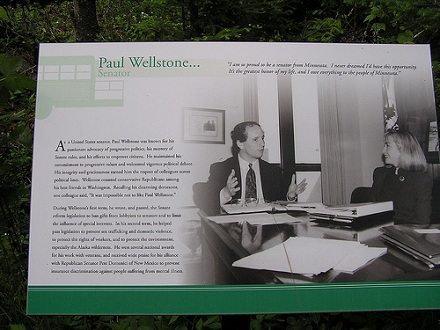 Paul Wellstone...
Senator
"I am so proud to be a senator from Minnesota. I never dreamed I'd have this opportunity.
It's the greatest honor of my life, and I owe everything to the people of Minnesota."
As a United States senator, Paul Wellstone was known for his
passionate advocacy of progressive politics, his mastery of
Senate rules, and his efforts to empower citizens. He maintained his
commitment to progressive values and welcomed vigorous political debate.
His integrity and graciousness earned him the respect of colleagues across
political lines. Wellstone counted conservative Republicans among
his best friends in Washington. Recalling his disarming demeanor,
one colleague said, "It was impossible not to like Paul Wellstone."
During Wellstone's first term, he wrote, and passed, the Senate
reform legislation to ban gifts from lobbyists to senators and to limit
the influence of special interests. In his second term, he helped
pass legislation to prevent sex trafficking and domestic violence,
to protect the rights of workers, and to protect the environment,
especially the Alaska wilderness. He won several national awards
for his work with veterans, and received wide praise for his alliance
with Republican Senator Pete Domenici of New Mexico to prevent
insurance discrimination against people suffering from mental illness.